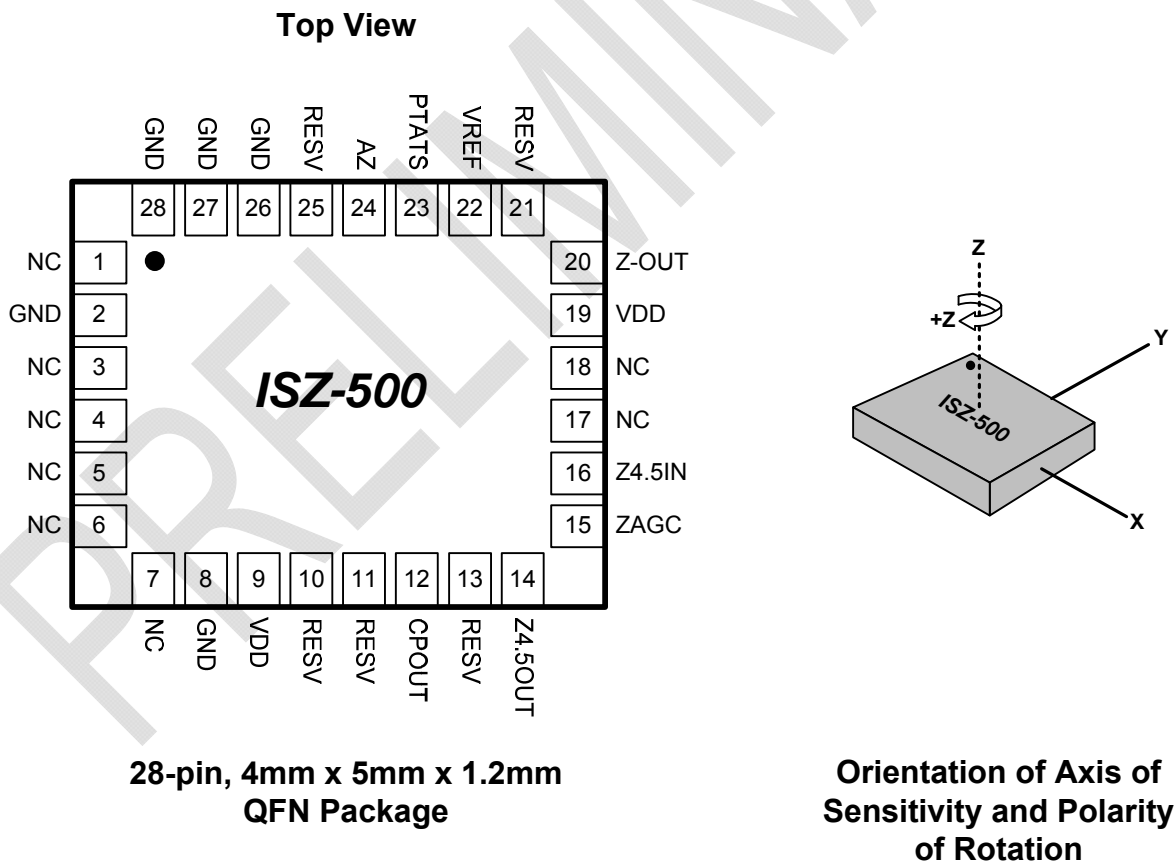 Top View
GND
GND
GND
RESV
AZ
PTATS
VREF
RESV
28
27
26
25
24
23
22
21
NC 1
GND 2
NC 3
NC 4
NC 5
NC 6
20 Z-OUT
19 VDD
18 NC
17 NC
16 Z4.5IN
15 ZAGC
ISZ-500
7
8
9
10
11
12
13
14
NC
GND
VDD
RESV
RESV
CPOUT
RESV
Z4.5OUT
28-pin, 4mm x 5mm x 1.2mm
QFN Package
Z
+Z
Y
ISZ-500
X
Orientation of Axis of
Sensitivity and Polarity
of Rotation
PRELIMINA